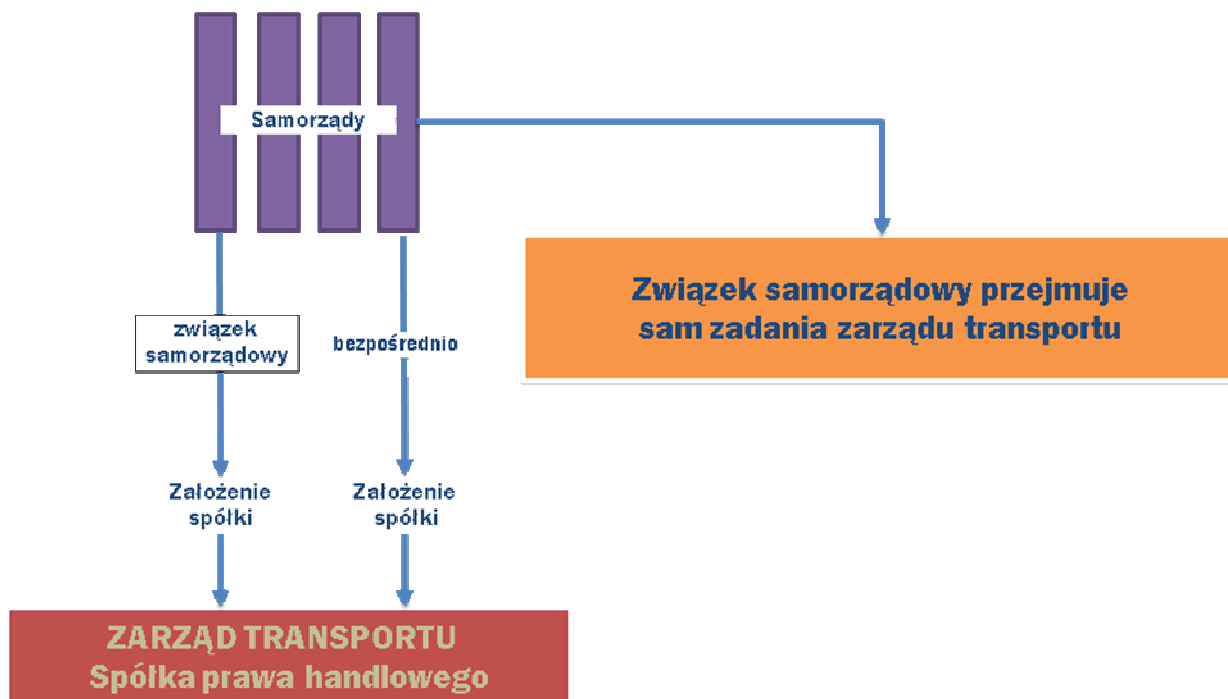 Samorządy
Związek samorządowy przejmuje
sam zadania zarządu transportu
związek
samorządowy
bezpośrednio
Założenie
spółki
Założenie
spółki
ZARZĄD TRANSPORTU
Spółka prawa handlowego